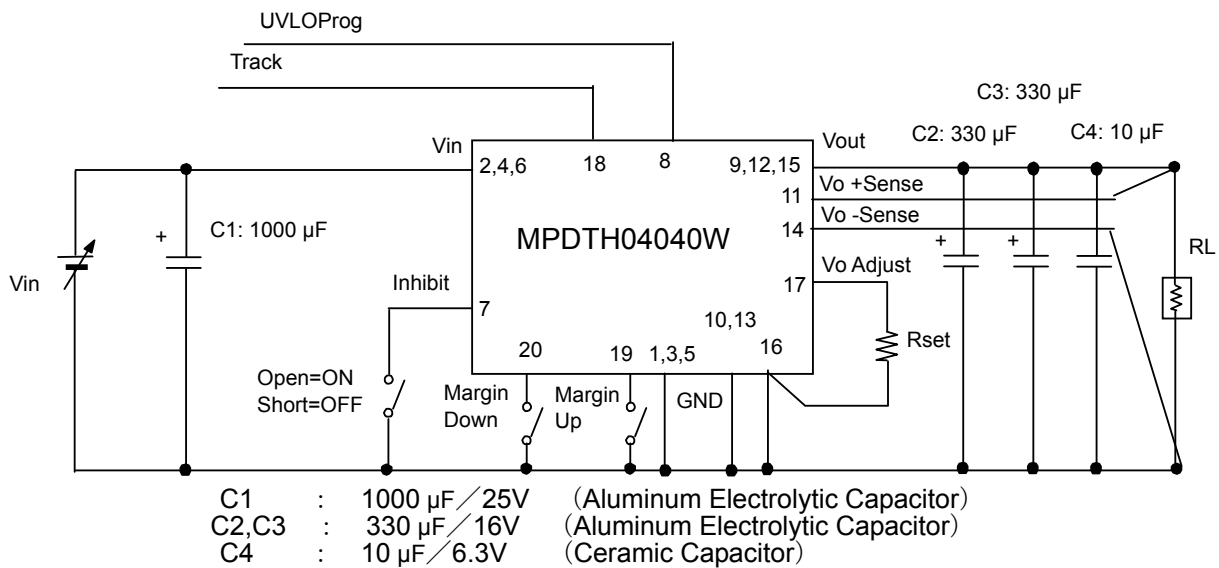 UVLOProg
Track
C3: 330 µF
C2: 330 µF
C4: 10 µF
Vin
Vout
2,4,6
18
8
9,12,15
11
Vo +Sense
14
Vo -Sense
C1: 1000 µF
+
+
+
MPDTH04040W
Vin
RL
Inhibit
7
17
Vo Adjust
10,13
Rset
20
19
1,3,5
16
Open=ON
Short=OFF
Margin
Down
Margin
Up
GND
C1 : 1000 µF／25V （Aluminum Electrolytic Capacitor）
C2,C3 : 330 µF／16V （Aluminum Electrolytic Capacitor）
C4 : 10 µF／6.3V （Ceramic Capacitor）